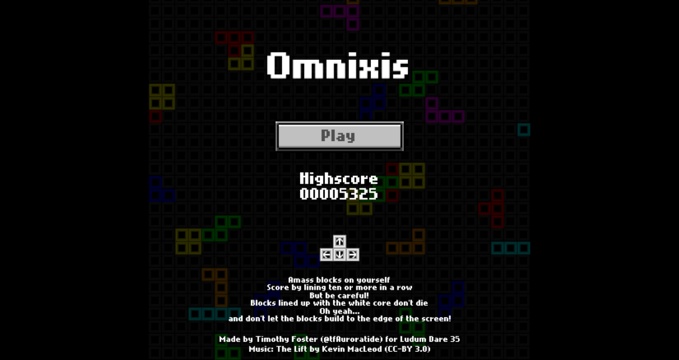 Omnixis
Play
Highscore
00005325
Amass blocks on yourself
Score by lining ten or more in a row
But be careful!
Blocks lined up with the white core don't die
Oh yeah...
and don't let the blocks build to the edge of the screen!
Made by Timothy Foster (@tfAuroratide) for Ludum Dare 35
Music: The Lift by Kevin MacLeod (CC-BY 3.0)